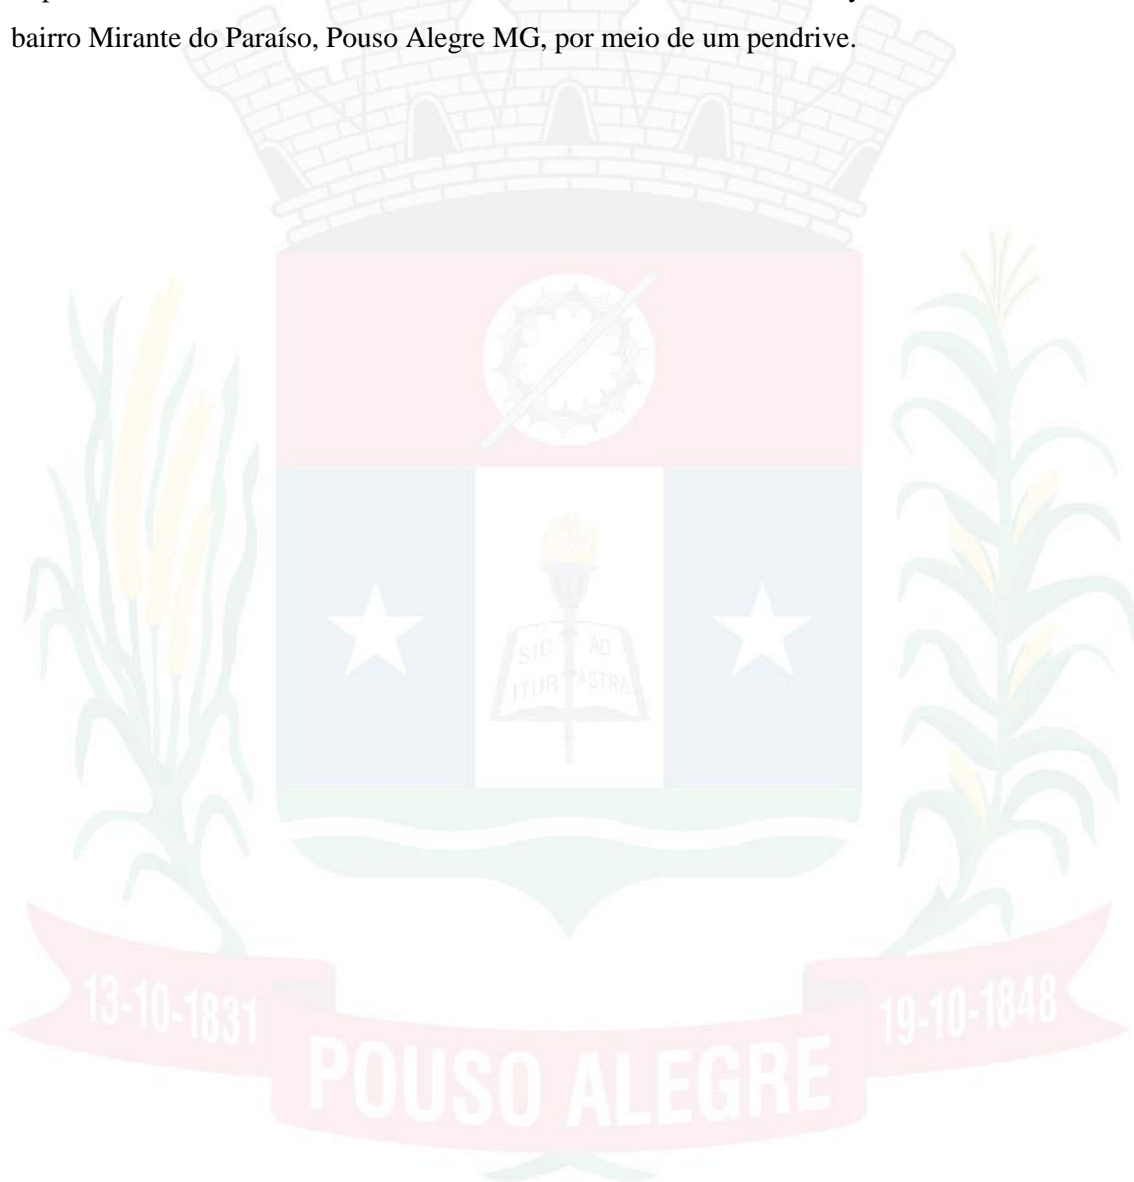 bairro Mirante do Paraíso, Pouso Alegre MG, por meio de um pendrive.
SIC AD
ITUR ASTRA
13-10-1831
19-10-1848
POUSO ALEGRE